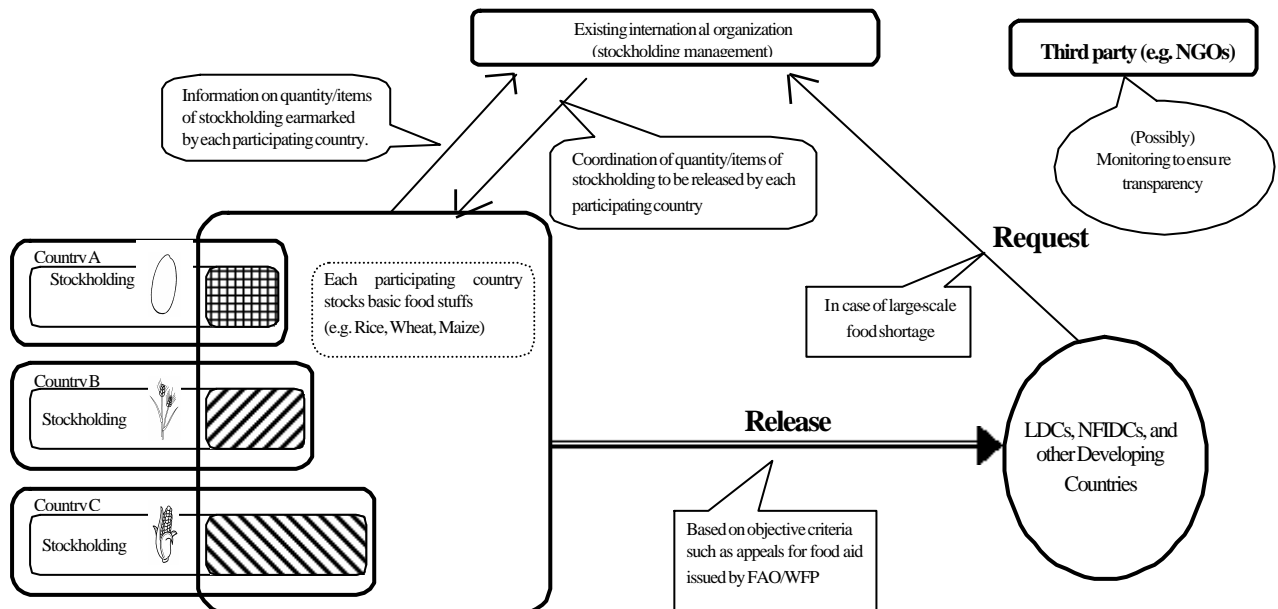 Existing internation al organization
(stockholding management)
Third party (e.g. NGOs)
Information on quantity/items
of stockholding earmarked
by each participating country.
(Possibly)
Monitoring to ensure
transparency
Coordination of quantity/items of
stockholding to be released by each
participating country
Request
Country A
Stockholding
Each participating country
stocks basic food stuffs
(e.g. Rice, Wheat, Maize)
In case of large-scale
food shortage
Country B
Stockholding
Release
LDCs, NFIDCs, and
other Developing
Countries
Country C
Stockholding
Based on objective criteria
such as appeals for food aid
issued by FAO/WFP